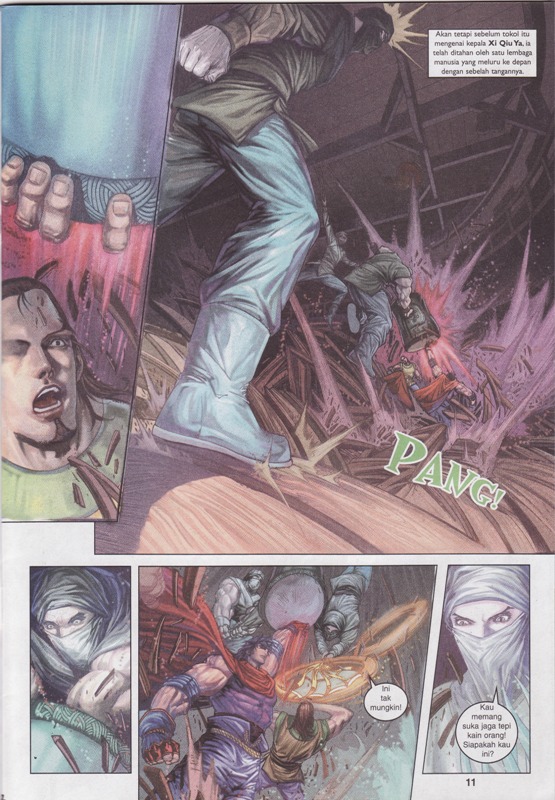 Akan tetapi sebelum tokol itu
mengenai kepala Xi Qiu Ya, ia
telah ditahan oleh satu lembaga
manusia yang meluru ke depan
dengan sebelah tangannya.
PANG!
Ini
tak
mungkin!
Kau
memang
suka jaga tepi
kain orang!
Siapakah kau
ini?
11